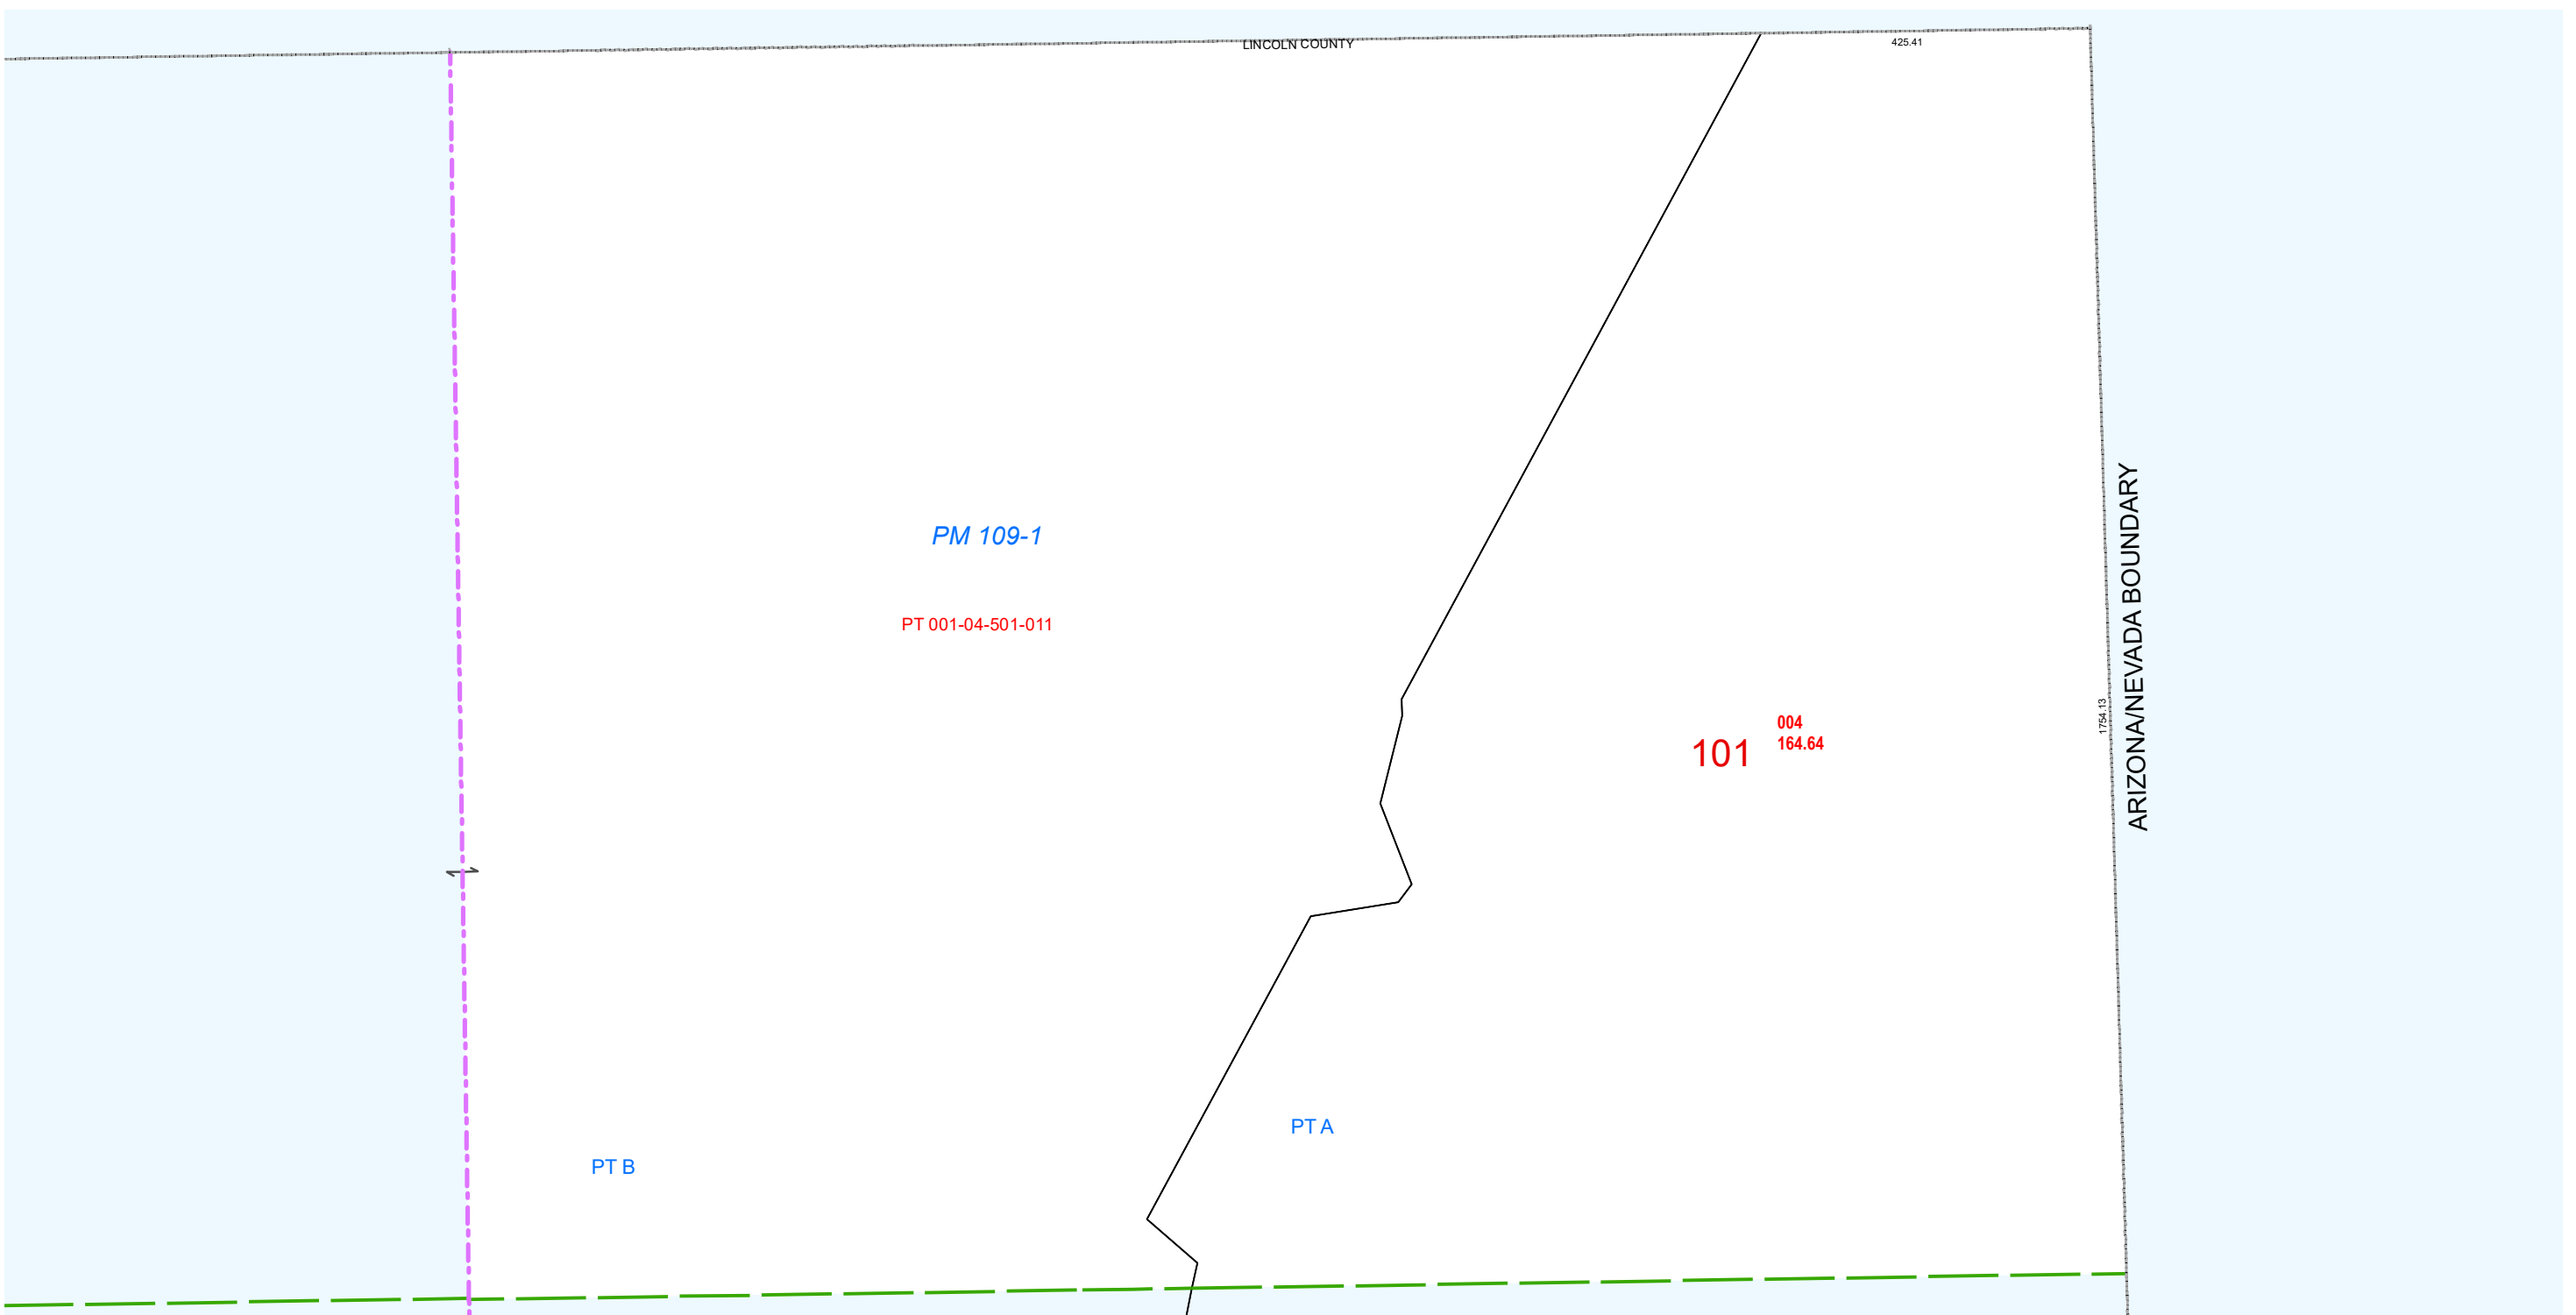 LINCOLN COUNTY
425.41
PM 109-1
PT 001-04-501-011
101
004
164.64
1754.13
ARIZONA/NEVADA BOUNDARY
PT A
PT B